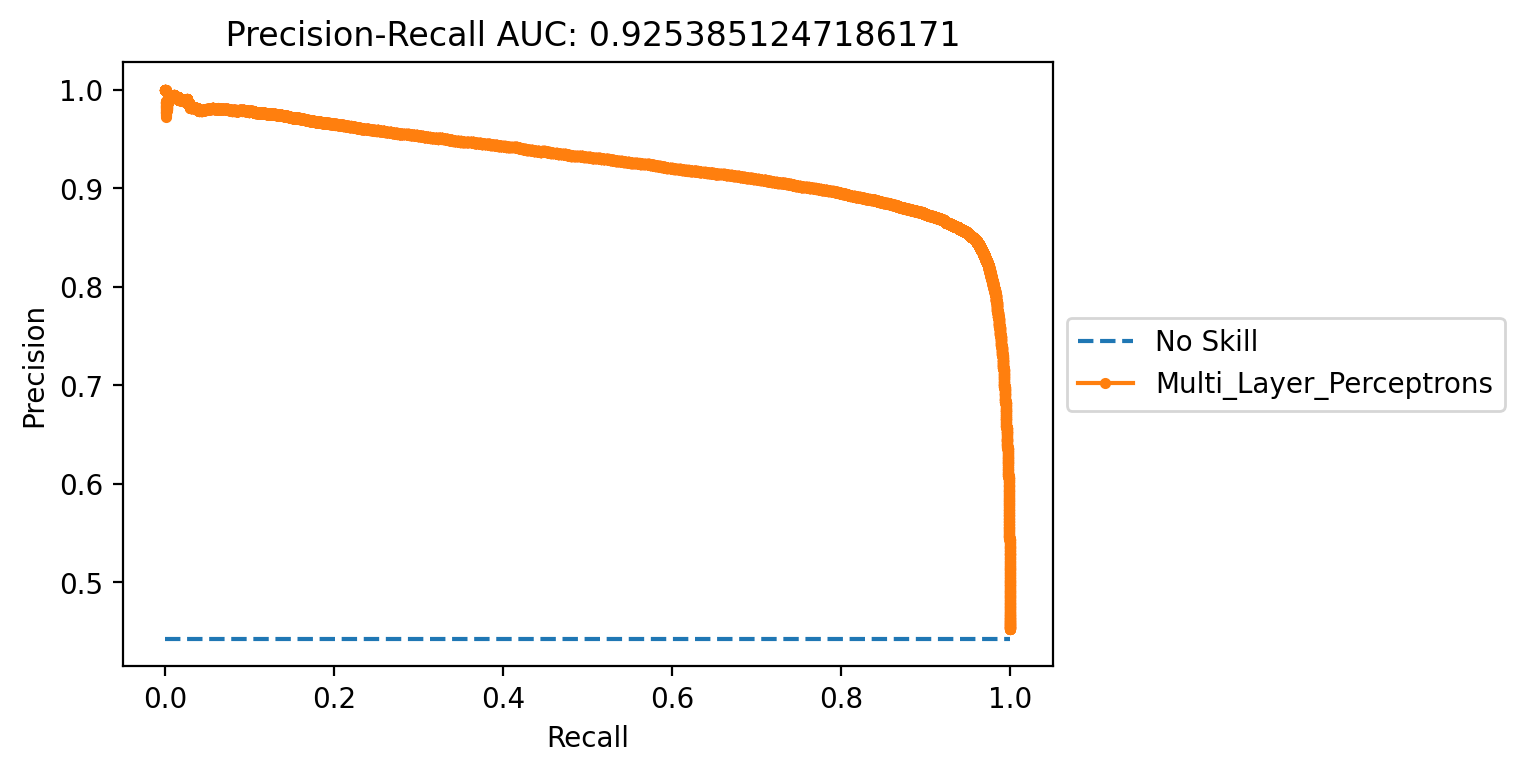 Precision-Recall AUC: 0.9253851247186171
1.0
0.9
0.8
0.7
0.6
0.5
Precision
0.0 0.2 0.4 0.6 0.8 1.0
Recall
No Skill
Multi_Layer_Perceptrons